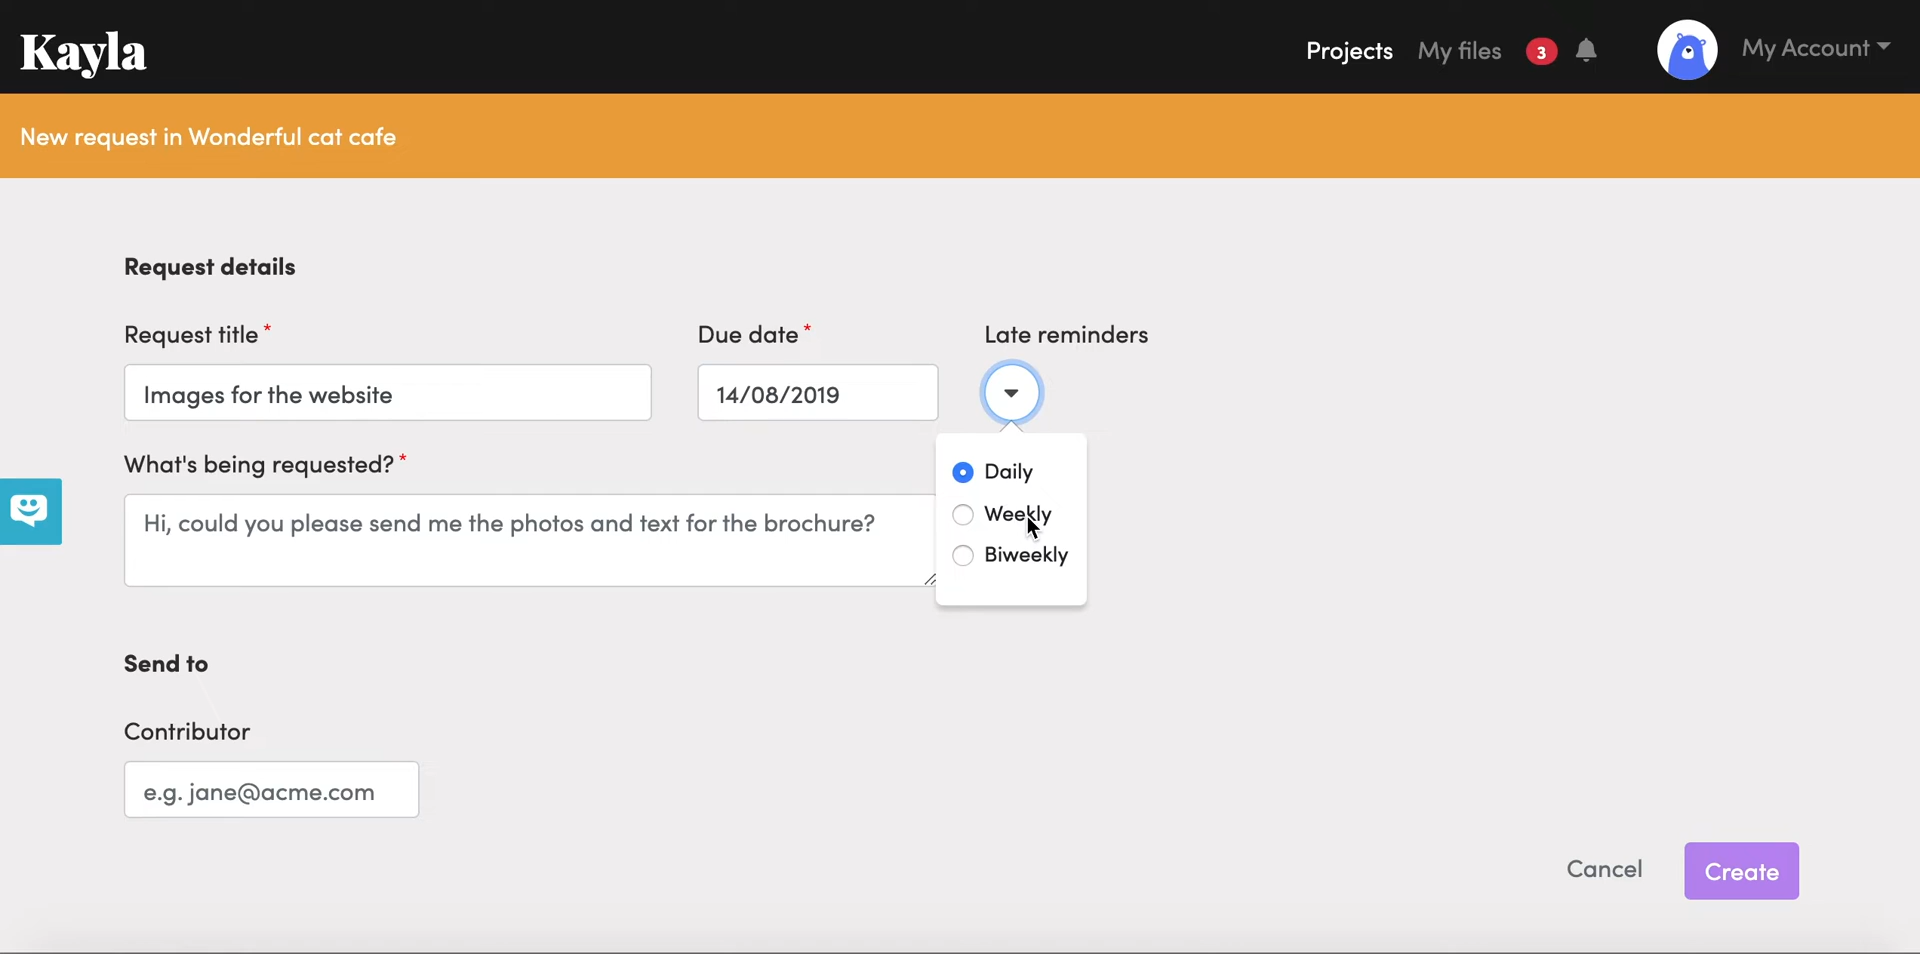 Kayla
Projects My files 3 My Account
New request in Wonderful cat cafe
Request details
Request title * Due date * Late reminders
Images for the website 14/08/2019
What's being requested? *
Daily
Hi, could you please send me the photos and text for the brochure?
Weekly
Biweekly
Send to
Contributor
e.g. jane@acme.com
Cancel Create